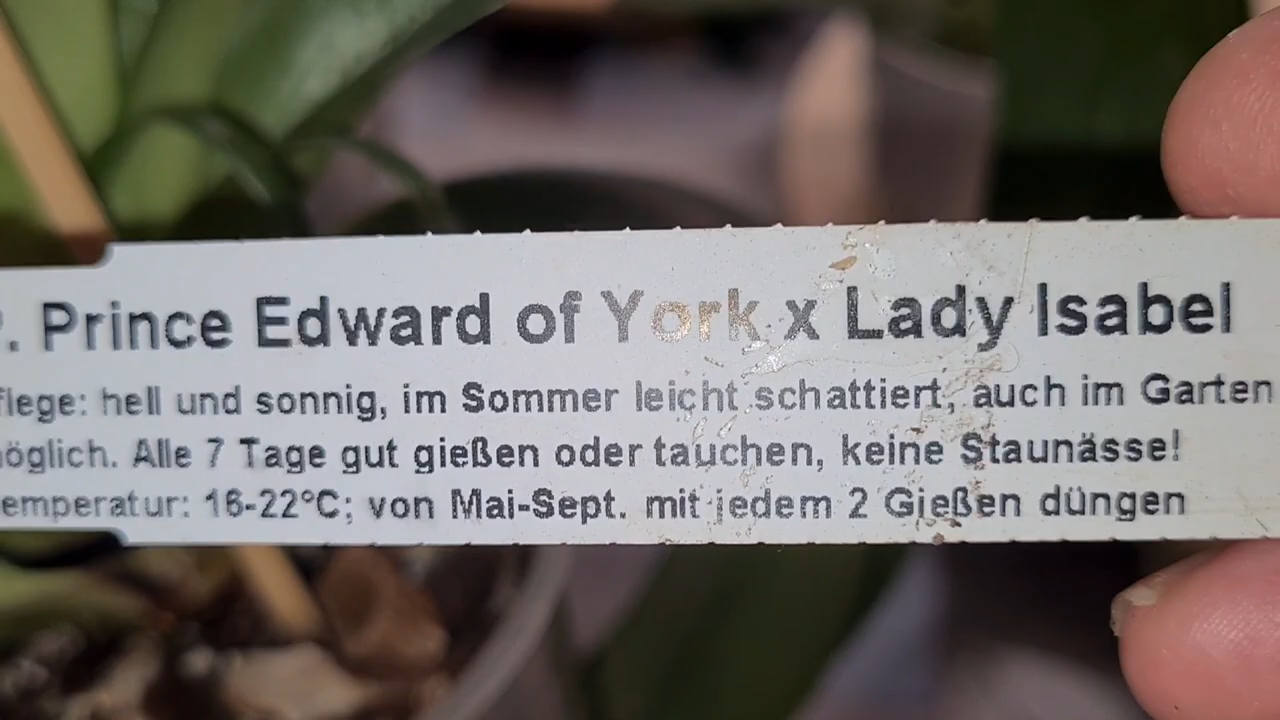 . Prince Edward of York x Lady Isabel
flege: hell und sonnig, im Sommer leicht schattiert, auch im Garten
öglich. Alle 7 Tage gut gießen oder tauchen, keine Staunässe!
emperatur: 16-22°C; von Mai-Sept. mit jedem 2 Gießen düngen